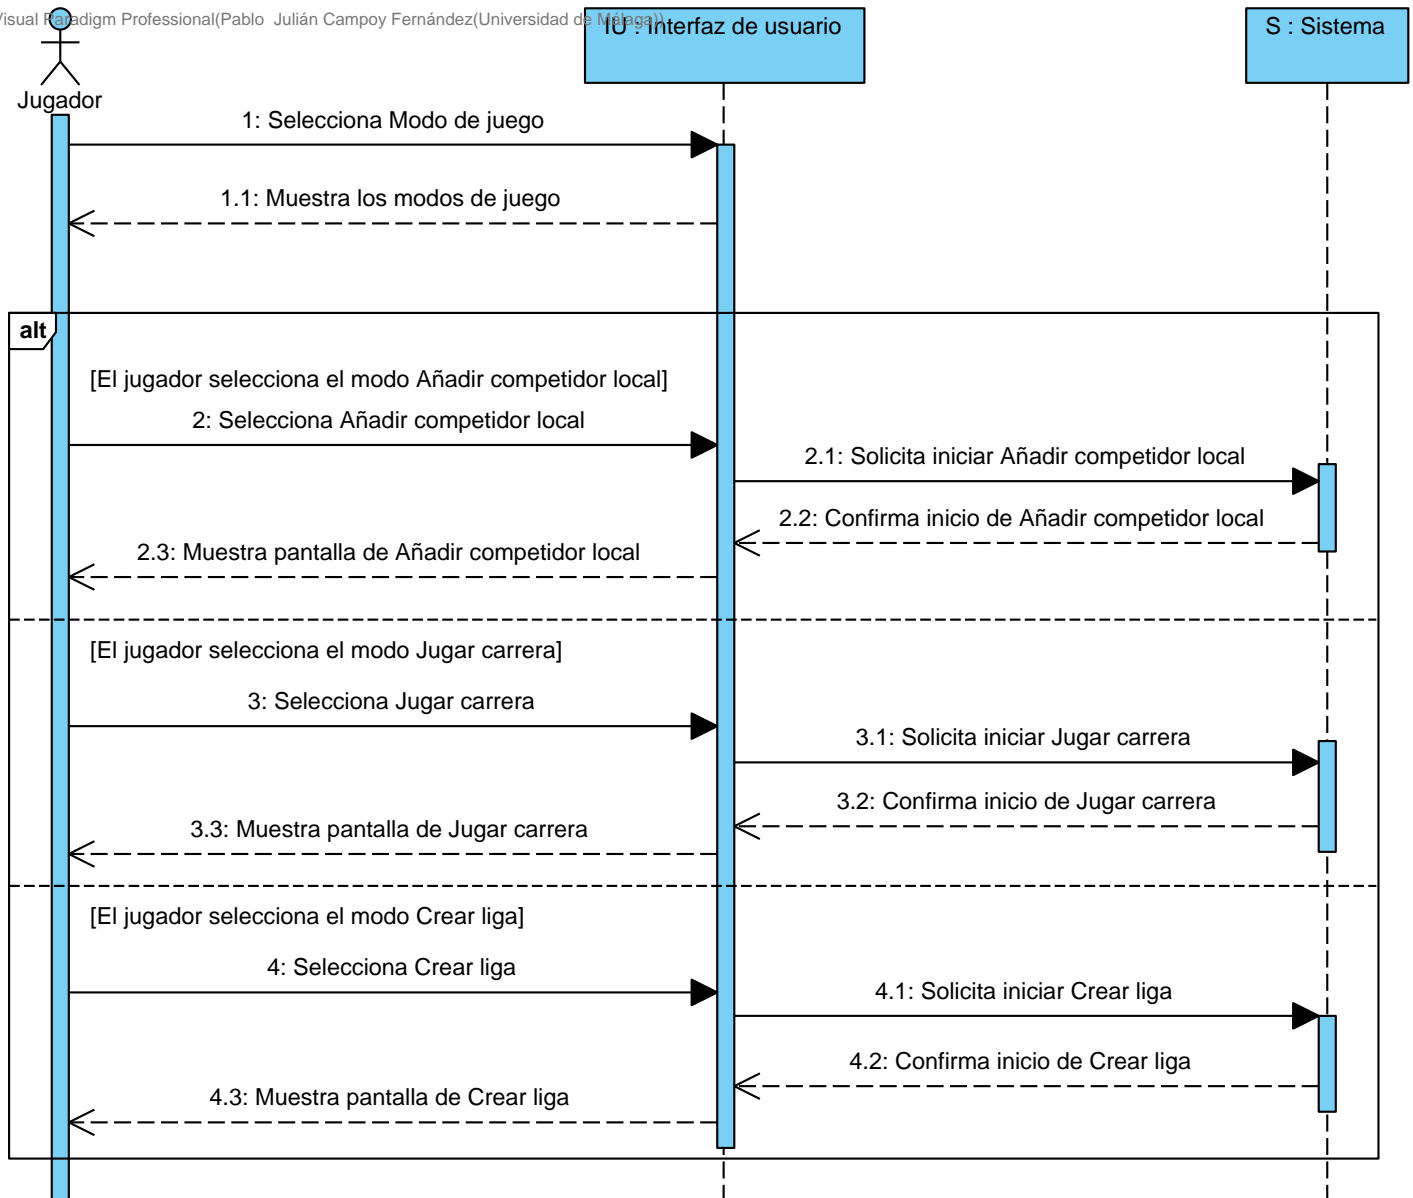 Visual Paradigm Professional(Pablo Julián Campoy Fernández(Universidad de Málaga))
IU : Interfaz de usuario
S : Sistema
Jugador
1: Selecciona Modo de juego
1.1: Muestra los modos de juego
alt
[El jugador selecciona el modo Añadir competidor local]
2: Selecciona Añadir competidor local
2.1: Solicita iniciar Añadir competidor local
2.2: Confirma inicio de Añadir competidor local
2.3: Muestra pantalla de Añadir competidor local
[El jugador selecciona el modo Jugar carrera]
3: Selecciona Jugar carrera
3.1: Solicita iniciar Jugar carrera
3.2: Confirma inicio de Jugar carrera
3.3: Muestra pantalla de Jugar carrera
[El jugador selecciona el modo Crear liga]
4: Selecciona Crear liga
4.1: Solicita iniciar Crear liga
4.2: Confirma inicio de Crear liga
4.3: Muestra pantalla de Crear liga